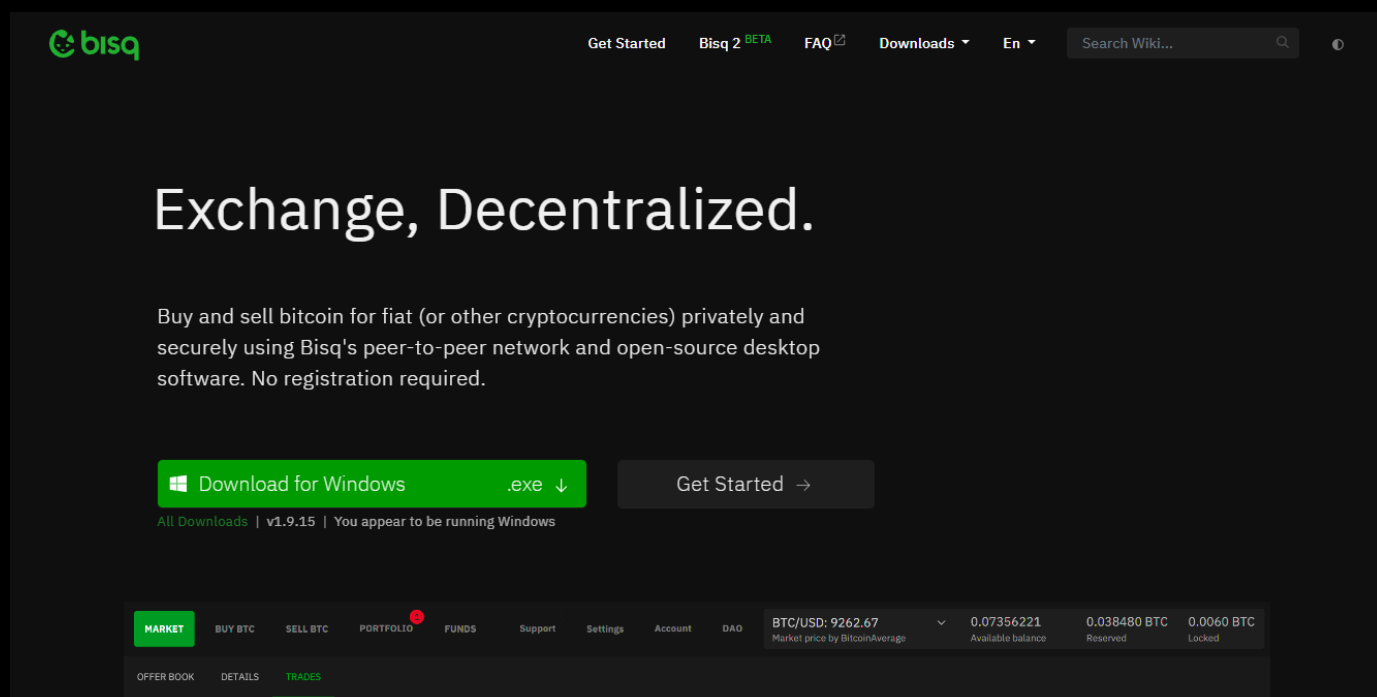 bisq
Get Started Bisq 2 BETA FAQ Downloads En Search Wiki...
Exchange, Decentralized.
Buy and sell bitcoin for fiat (or other cryptocurrencies) privately and
securely using Bisq's peer-to-peer network and open-source desktop
software. No registration required.
Download for Windows .exe ↓ Get Started →
All Downloads | v1.9.15 | You appear to be running Windows
MARKET BUY BTC SELL BTC PORTFOLIO 1 FUNDS Support Settings Account DAO BTC/USD: 9262.67 0.07356221 0.038480 BTC 0.0060 BTC
Market price by BitcoinAverage Available balance Reserved Locked
OFFER BOOK DETAILS TRADES